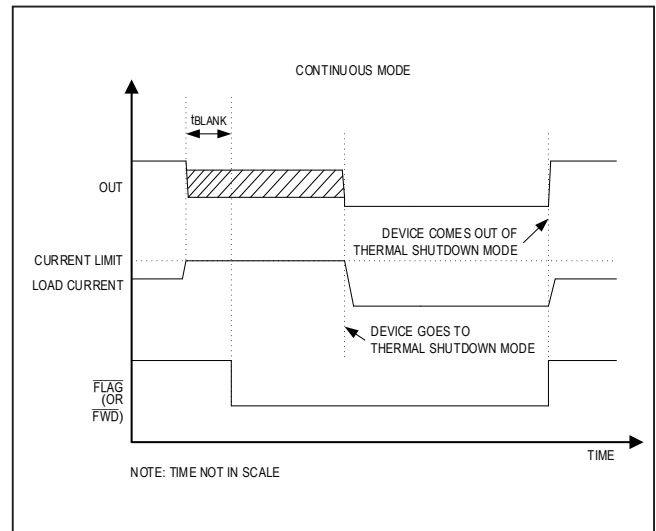 CONTINUOUS MODE
tBLANK
OUT
DEVICE COMES OUT OF
THERMAL SHUTDOWN MODE
CURRENT LIMIT
LOAD CURRENT
DEVICE GOES TO
THERMAL SHUTDOWN MODE
FLAG
(OR
FWD)
TIME
NOTE: TIME NOT IN SCALE